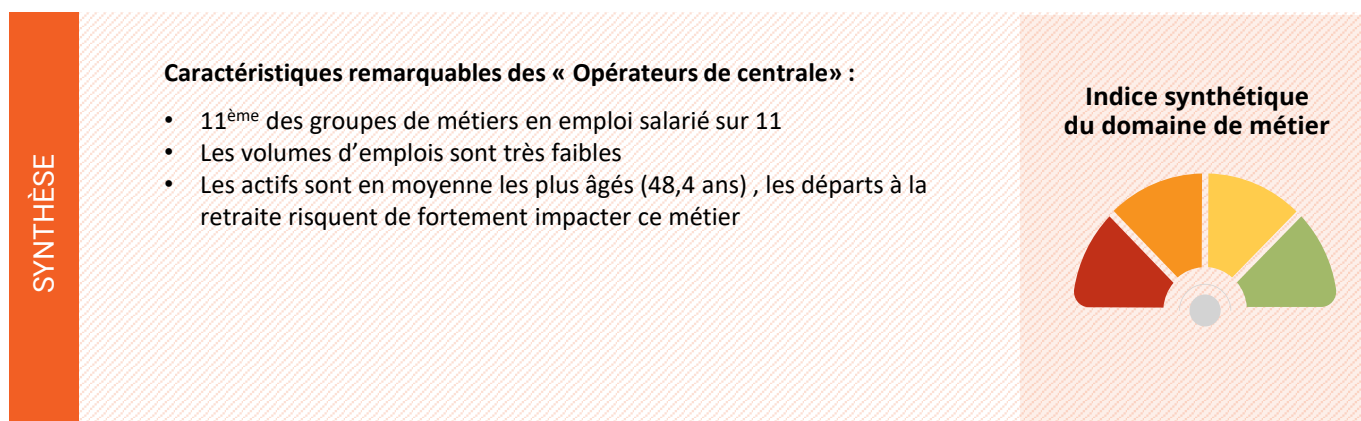 SYNTHÈSE
Caractéristiques remarquables des « Opérateurs de centrale» :
• 11ème des groupes de métiers en emploi salarié sur 11
• Les volumes d’emplois sont très faibles
• Les actifs sont en moyenne les plus âgés (48,4 ans) , les départs à la
retraite risquent de fortement impacter ce métier
Indice synthétique
du domaine de métier